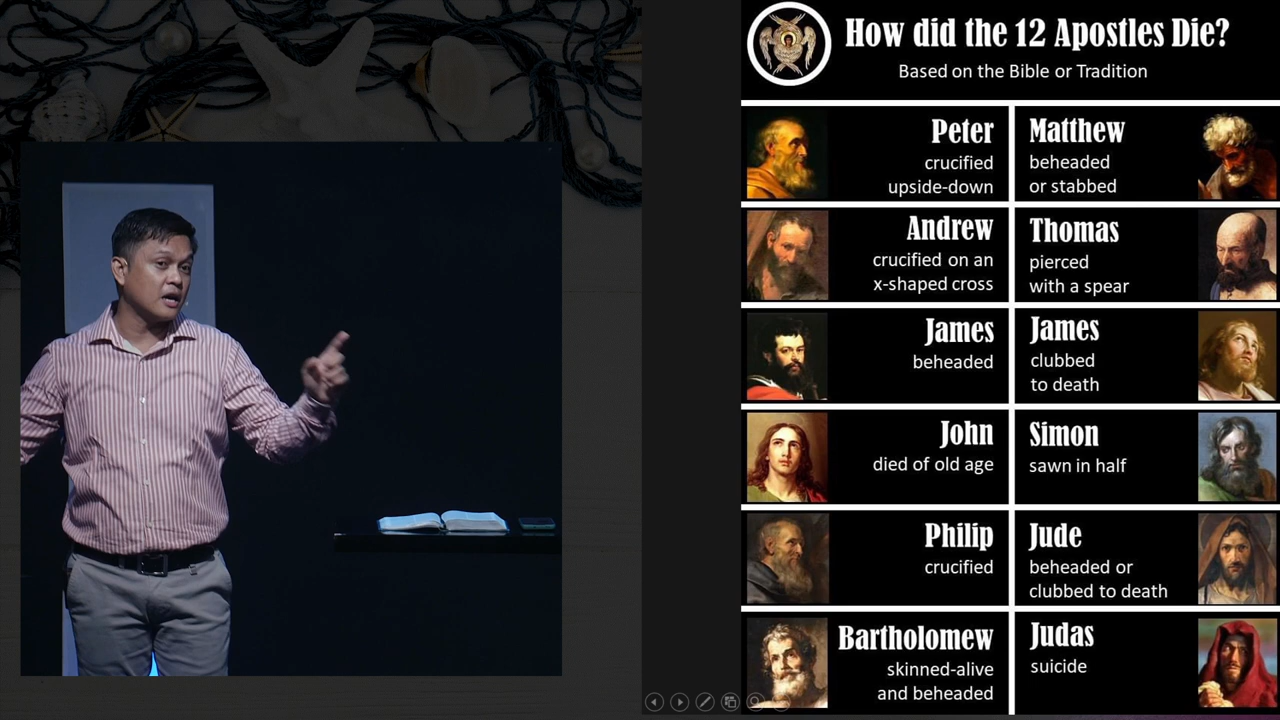 How did the 12 Apostles Die?
Based on the Bible or Tradition
Peter
crucified
upside-down
Matthew
beheaded
or stabbed
Andrew
crucified on an
x-shaped cross
Thomas
pierced
with a spear
James
beheaded
James
clubbed
to death
John
died of old age
Simon
sawn in half
Philip
crucified
Jude
beheaded or
clubbed to death
Bartholomew
skinned-alive
and beheaded
Judas
suicide